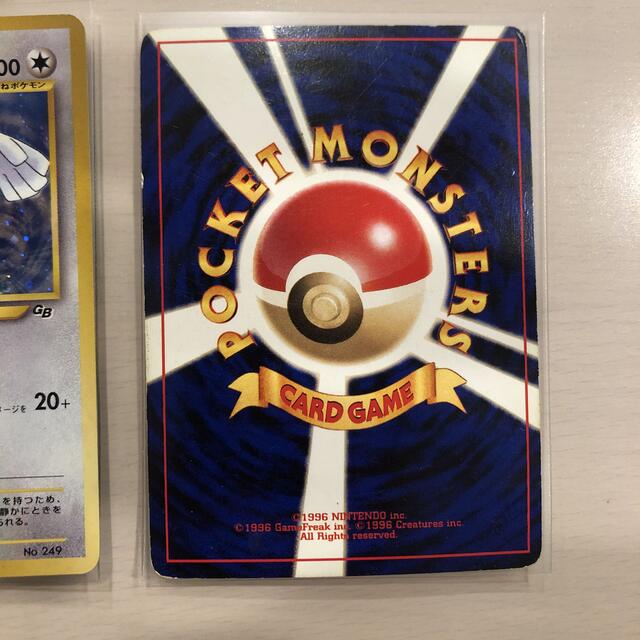 00
ねポケモン
GB
ージを 20+
を持つため、
静かにときを
られる。
No 249
POCKET MONSTERS
CARD GAME
©1996 NINTENDO inc.
©1996 GameFreak inc. ©1996 Creatures inc.
All Rights reserved.